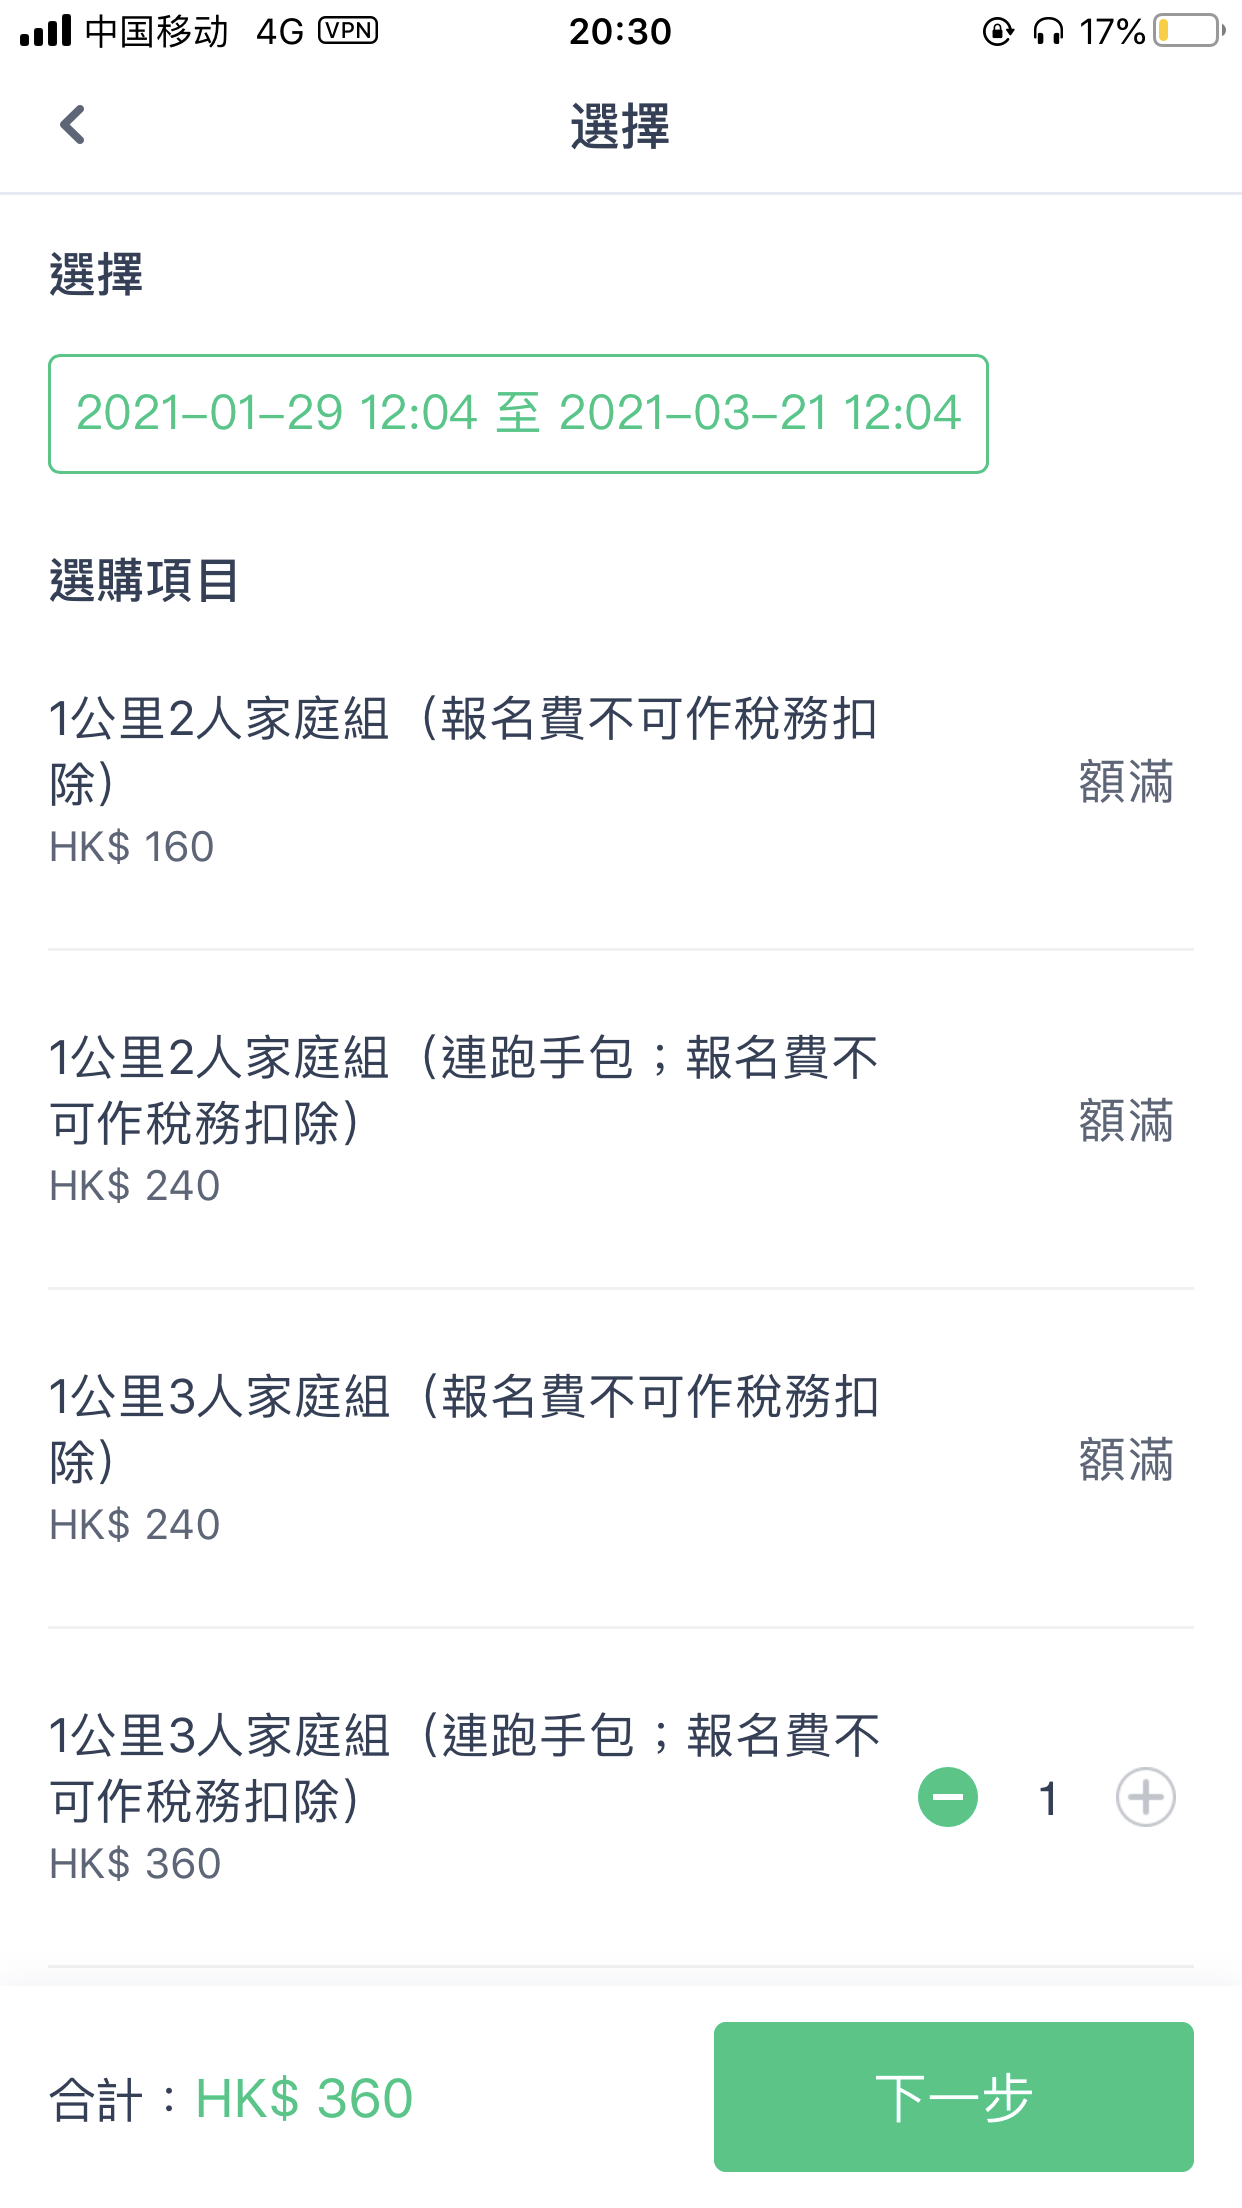 中国移动 4G VPN 20:30 17%
選擇
選擇
2021-01-29 12:04 至 2021-03-21 12:04
選購項目
1公里2人家庭組（報名費不可作稅務扣
除）
額滿
HK$ 160
1公里2人家庭組（連跑手包；報名費不
可作稅務扣除）
額滿
HK$ 240
1公里3人家庭組（報名費不可作稅務扣
除）
額滿
HK$ 240
1公里3人家庭組（連跑手包；報名費不
可作稅務扣除）
1
HK$ 360
合計：HK$ 360
下一步